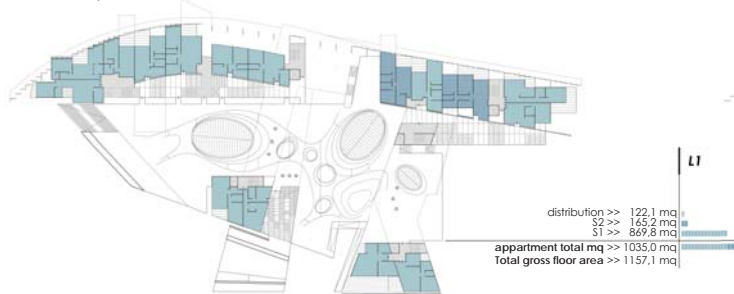 L1
distribution >> 122,1 mq
S2 >> 165,2 mq
S1 >> 869,8 mq
appartment total mq >> 1035,0 mq
Total gross floor area >> 1157,1 mq